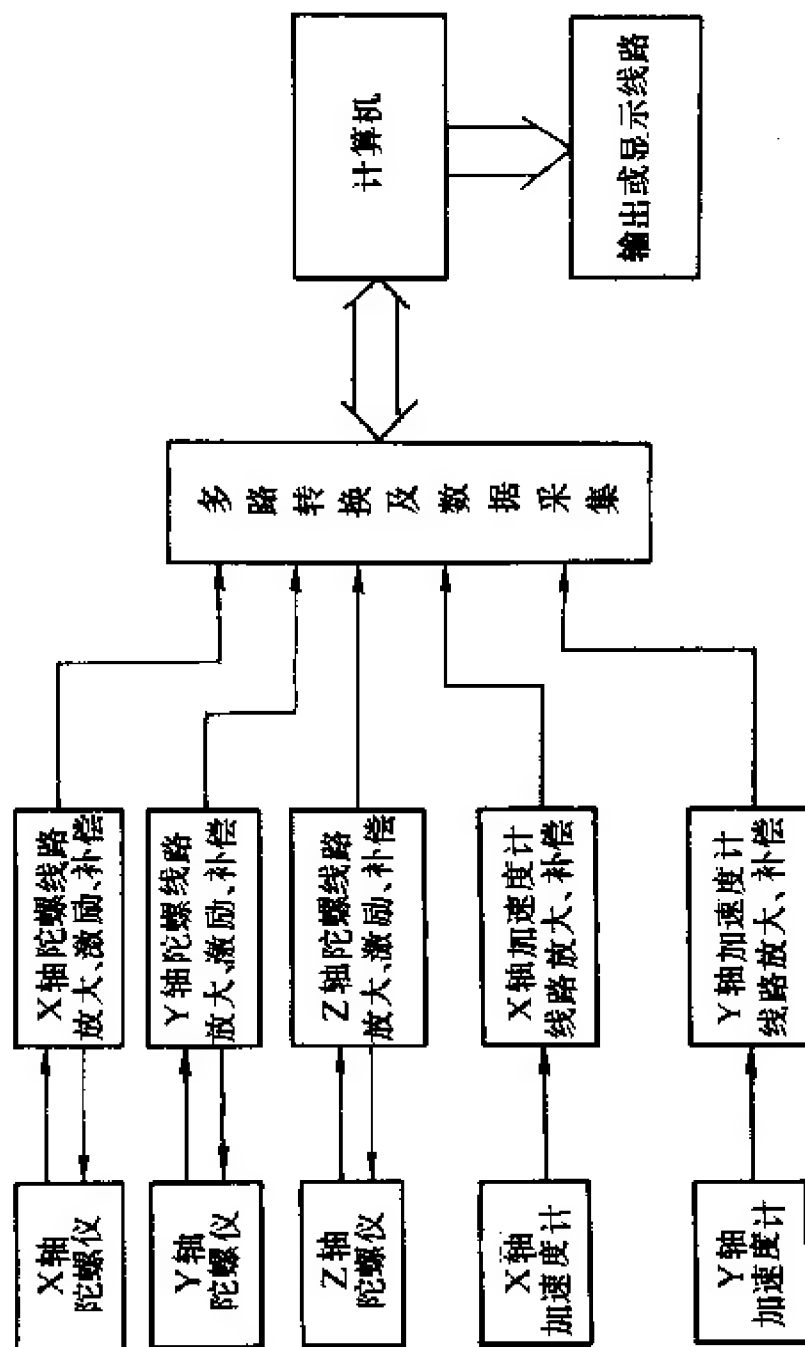 X轴
陀螺仪
X轴陀螺线路
放大、激励、补偿
Y轴
陀螺仪
Y轴陀螺线路
放大、激励、补偿
Z轴
陀螺仪
Z轴陀螺线路
放大、激励、补偿
X轴
加速度计
X轴加速度计
线路放大、补偿
Y轴
加速度计
Y轴加速度计
线路放大、补偿
多路转换及数据采集
计算机
输出或显示线路